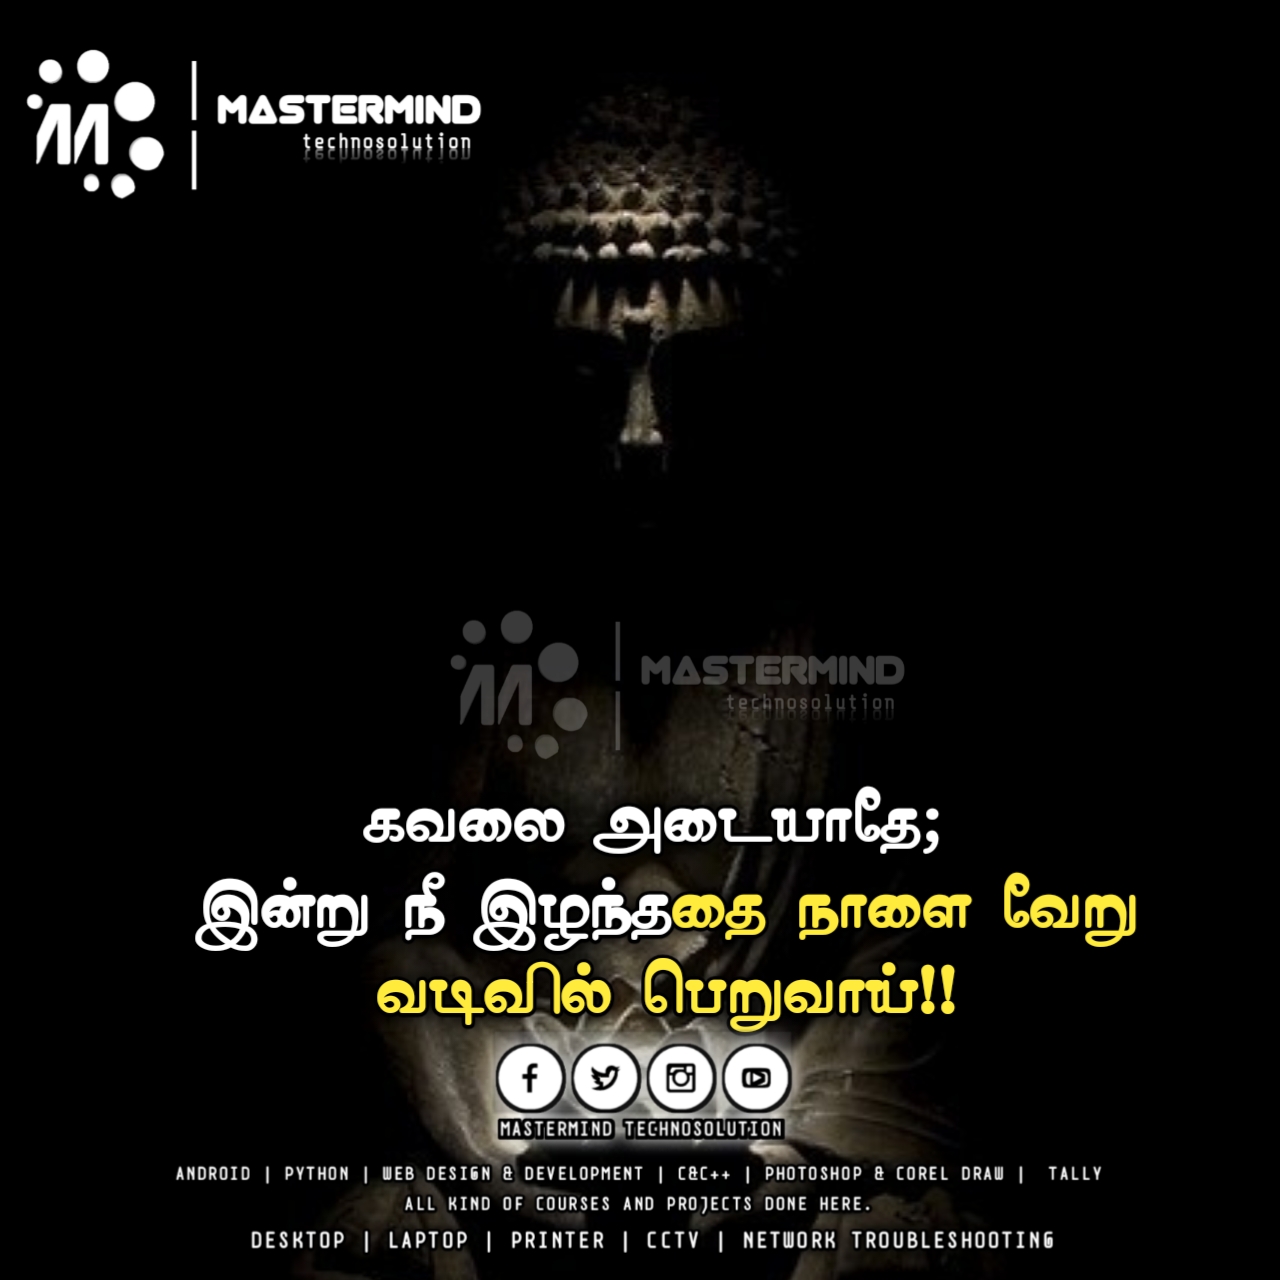 MASTERMIND
technosolution
MASTERMIND
technosolution
கவலை அடையாதே;
இன்று நீ இழந்ததை நாளை வேறு
வடிவில் பெறுவாய்!!
MASTERMIND TECHNOSOLUTION
ANDROID | PYTHON | WEB DESIGN & DEVELOPMENT | C&C++ | PHOTOSHOP & COREL DRAW | TALLY
ALL KIND OF COURSES AND PROJECTS DONE HERE.
DESKTOP | LAPTOP | PRINTER | CCTV | NETWORK TROUBLESHOOTING